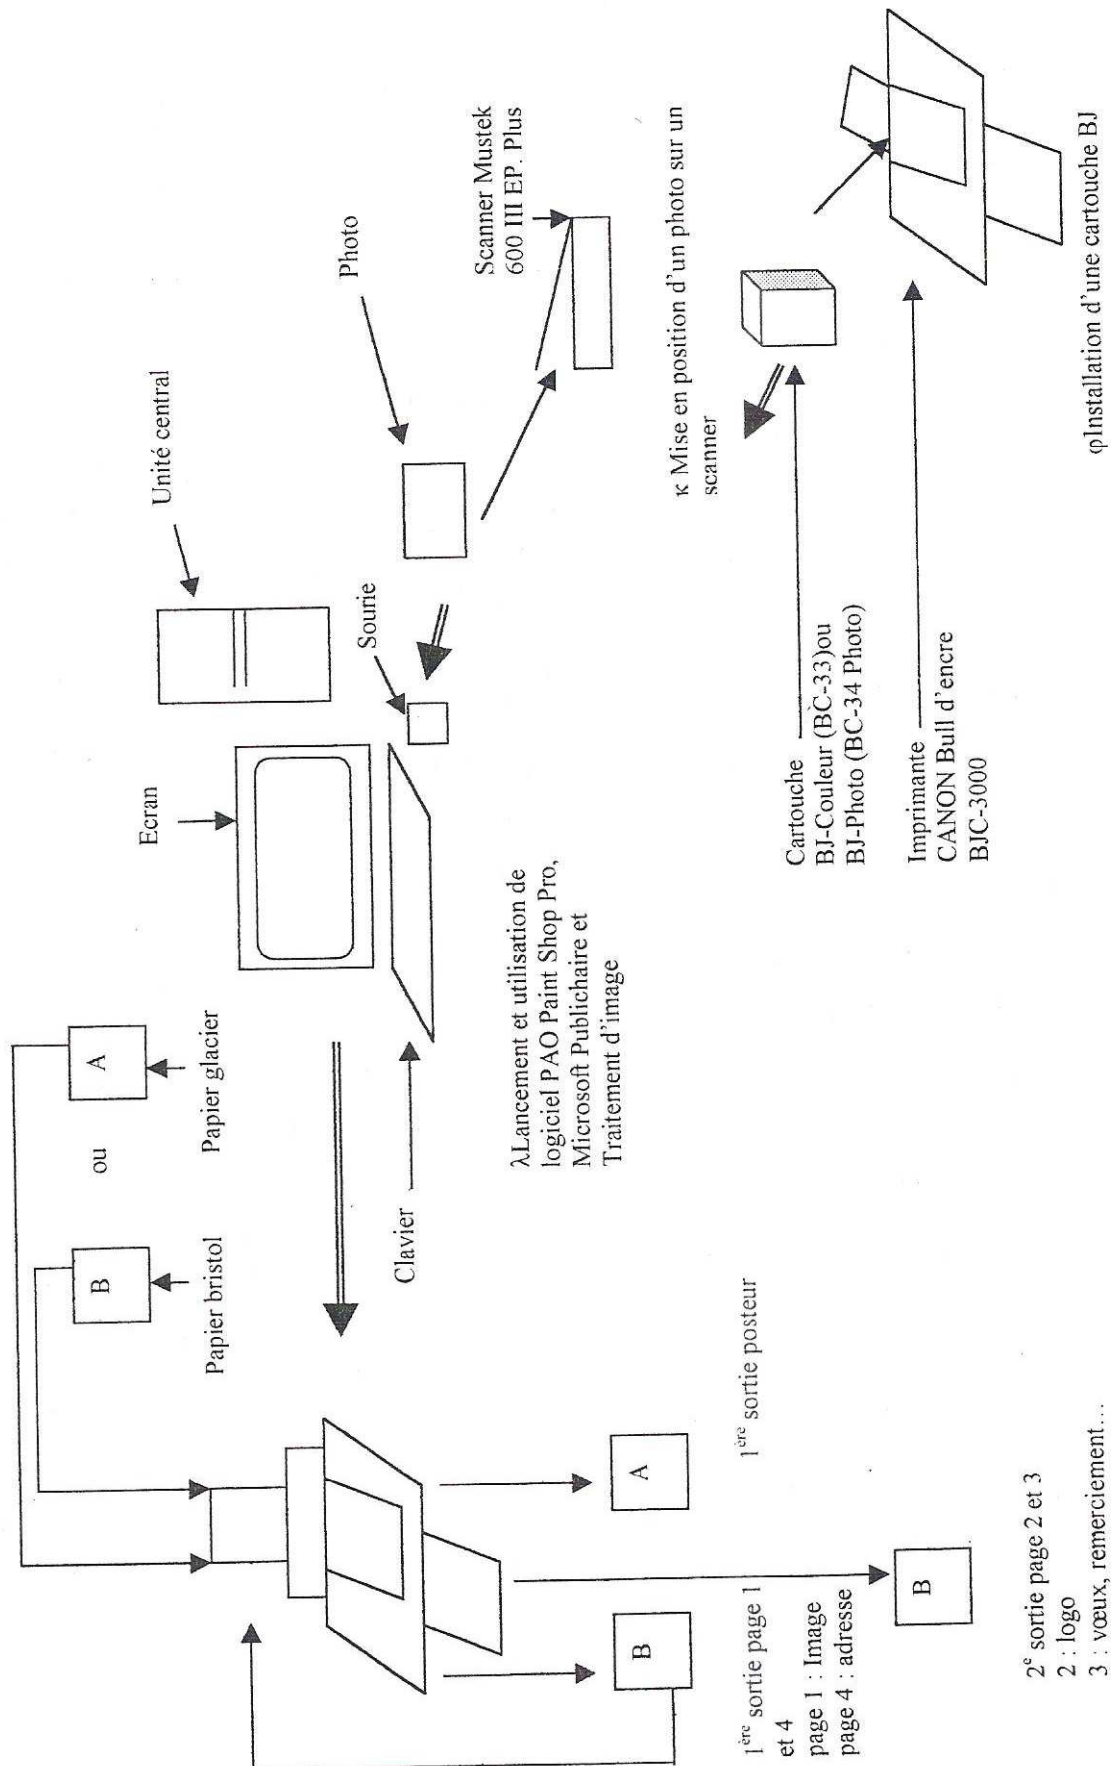 A
B
ou
Papier glacier
Papier bristol
Ecran
Unité central
Sourie
Photo
Clavier
Scanner Mustek
600 III EP. Plus
λLancement et utilisation de
logiciel PAO Paint Shop Pro,
Microsoft Publichaire et
Traitement d'image
κ Mise en position d'un photo sur un
scanner
Cartouche
BJ-Couleur (BC-33)ou
BJ-Photo (BC-34 Photo)
Imprimante
CANON Bull d'encre
BJC-3000
φInstallation d'une cartouche BJ
A
1ère sortie posteur
B
1ère sortie page 1
et 4
page 1 : Image
page 4 : adresse
B
2e sortie page 2 et 3
2 : logo
3 : vœux, remerciement…